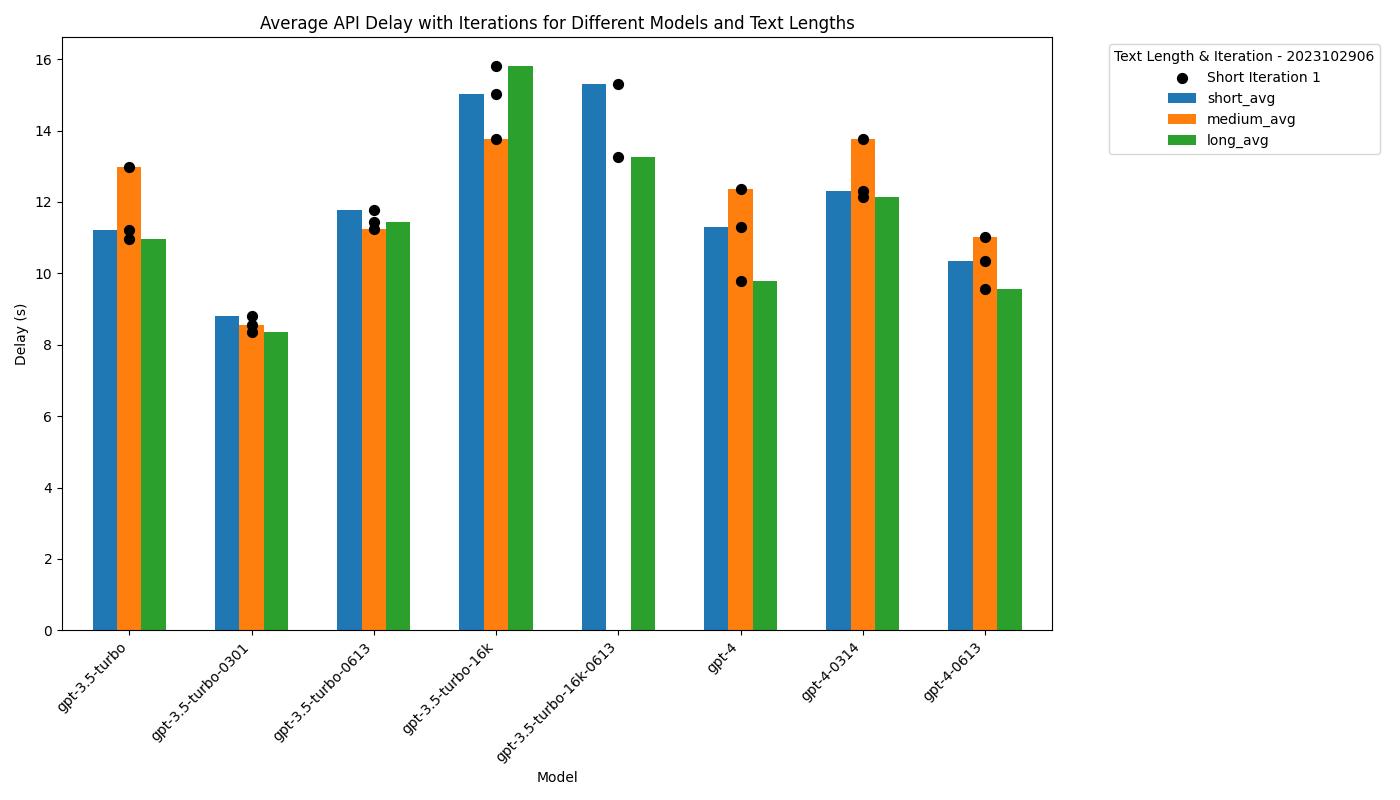 Average API Delay with Iterations for Different Models and Text Lengths
Text Length & Iteration - 2023102906
Short Iteration 1
short_avg
medium_avg
long_avg
Delay (s)
16
14
12
10
8
6
4
2
0
gpt-3.5-turbo
gpt-3.5-turbo-0301
gpt-3.5-turbo-0613
gpt-3.5-turbo-16k
gpt-3.5-turbo-16k-0613
gpt-4
gpt-4-0314
gpt-4-0613
Model